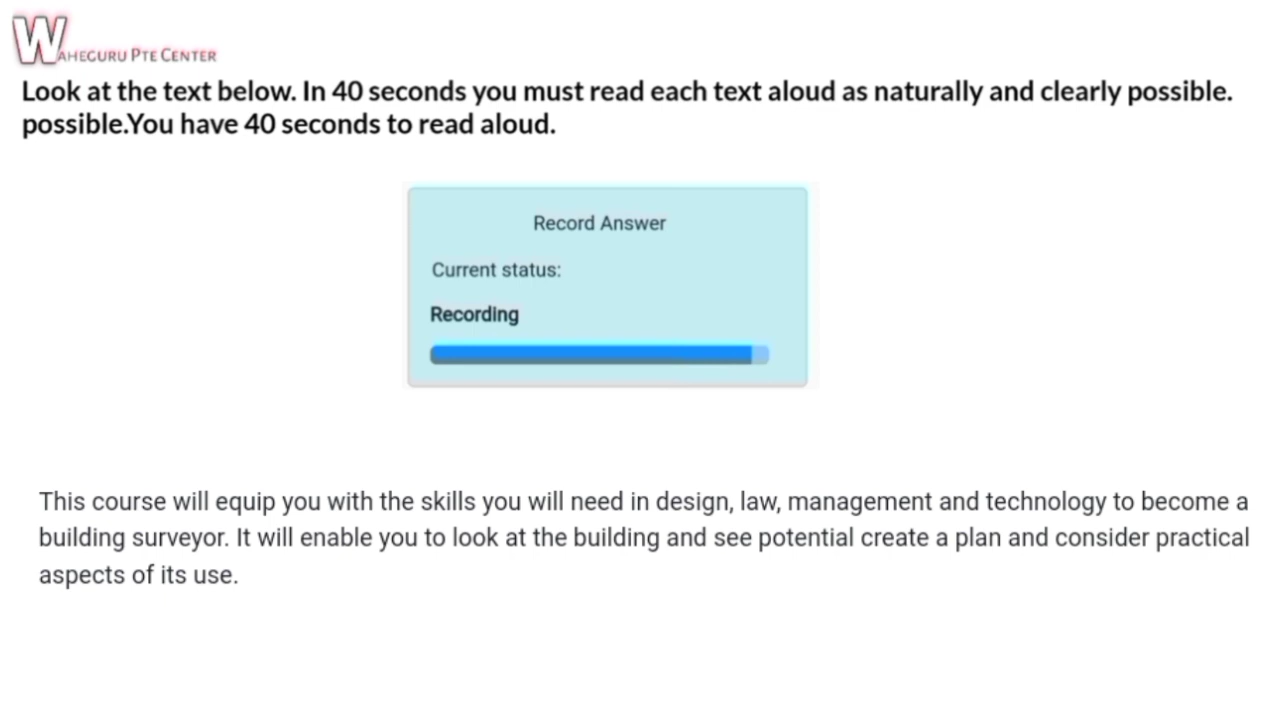 WAHEGURU PTE CENTER
Look at the text below. In 40 seconds you must read each text aloud as naturally and clearly possible.
possible.You have 40 seconds to read aloud.
Record Answer
Current status:
Recording
This course will equip you with the skills you will need in design, law, management and technology to become a
building surveyor. It will enable you to look at the building and see potential create a plan and consider practical
aspects of its use.